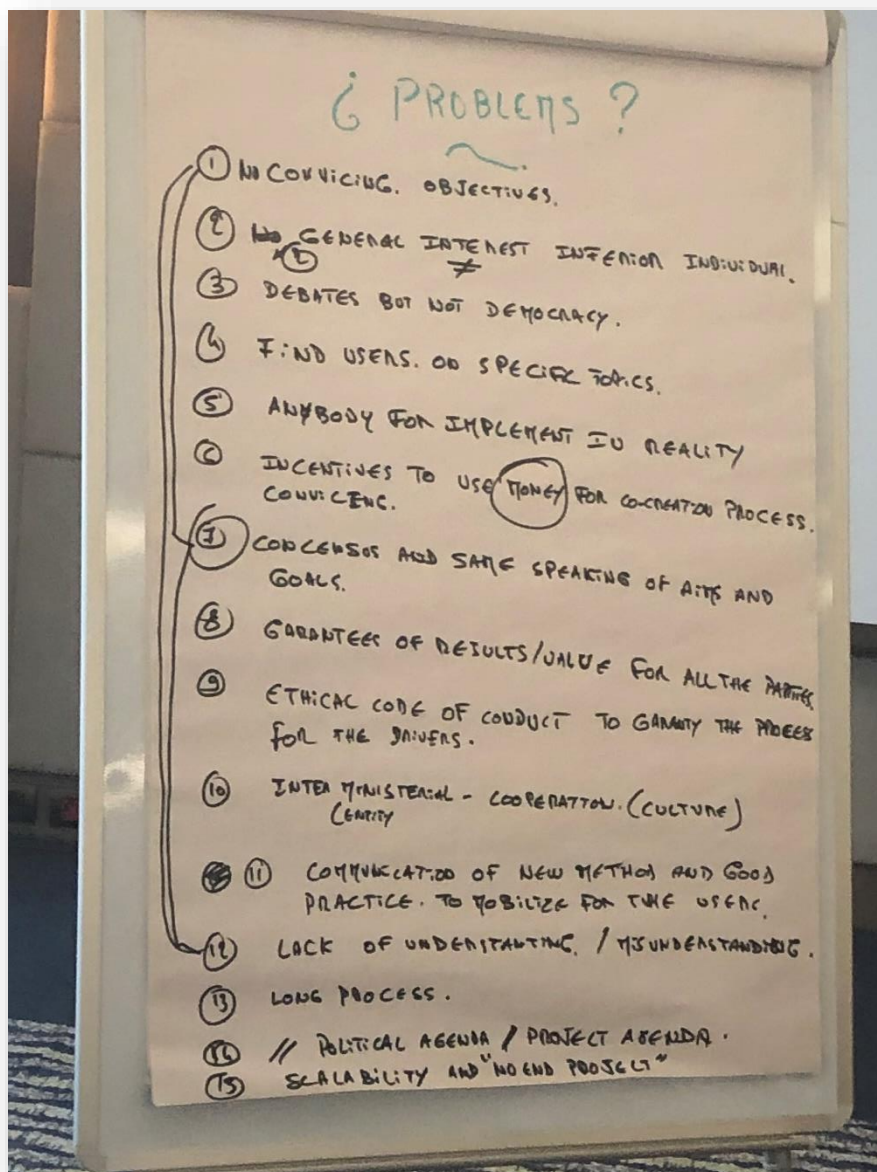 ¿ PROBLEMS ?
① NO CONVICING. OBJECTIVES.
② GENERAL INTEREST INFERIOR INDIVIDUAL.
≠
③ DEBATES BUT NOT DEMOCRACY.
④ FIND USERS. ON SPECIFIC TOPICS.
⑤ ANYBODY FOR IMPLEMENT IN REALITY
⑥ INCENTIVES TO USE MONEY FOR CO-CREATION PROCESS.
CONVICING.
⑦ CONCENSOS AND SAME SPEAKING OF AIMS AND
GOALS.
⑧ GARANTEES OF RESULTS/VALUE FOR ALL THE PARTIES
⑨ ETHICAL CODE OF CONDUCT TO GARANTY THE PROCESS
FOR THE DRIVERS.
⑩ INTER MINISTERIAL - COOPERATION. (CULTURE)
⑪ COMMUNICATION OF NEW METHOD AND GOOD
PRACTICE. TO MOBILIZE FOR USERS.
⑫ LACK OF UNDERSTANTING. / MISUNDERSTANDING.
⑬ LONG PROCESS.
⑭ // POLITICAL AGENDA / PROJECT AGENDA.
⑮ SCALABILITY AND "NO END PROJECT"